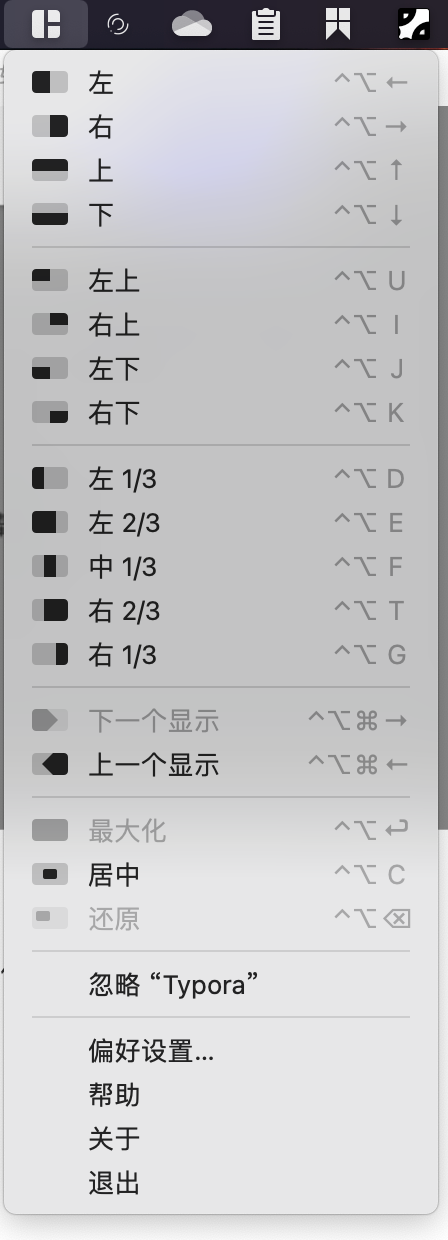 左 ^⌥ ←
右 ^⌥ →
上 ^⌥ ↑
下 ^⌥ ↓
左上 ^⌥ U
右上 ^⌥ I
左下 ^⌥ J
右下 ^⌥ K
左 1/3 ^⌥ D
左 2/3 ^⌥ E
中 1/3 ^⌥ F
右 2/3 ^⌥ T
右 1/3 ^⌥ G
下一个显示 ^⌥⌘ →
上一个显示 ^⌥⌘ ←
最大化 ^⌥ ↩
居中 ^⌥ C
还原 ^⌥ ⌫
忽略 “Typora”
偏好设置...
帮助
关于
退出